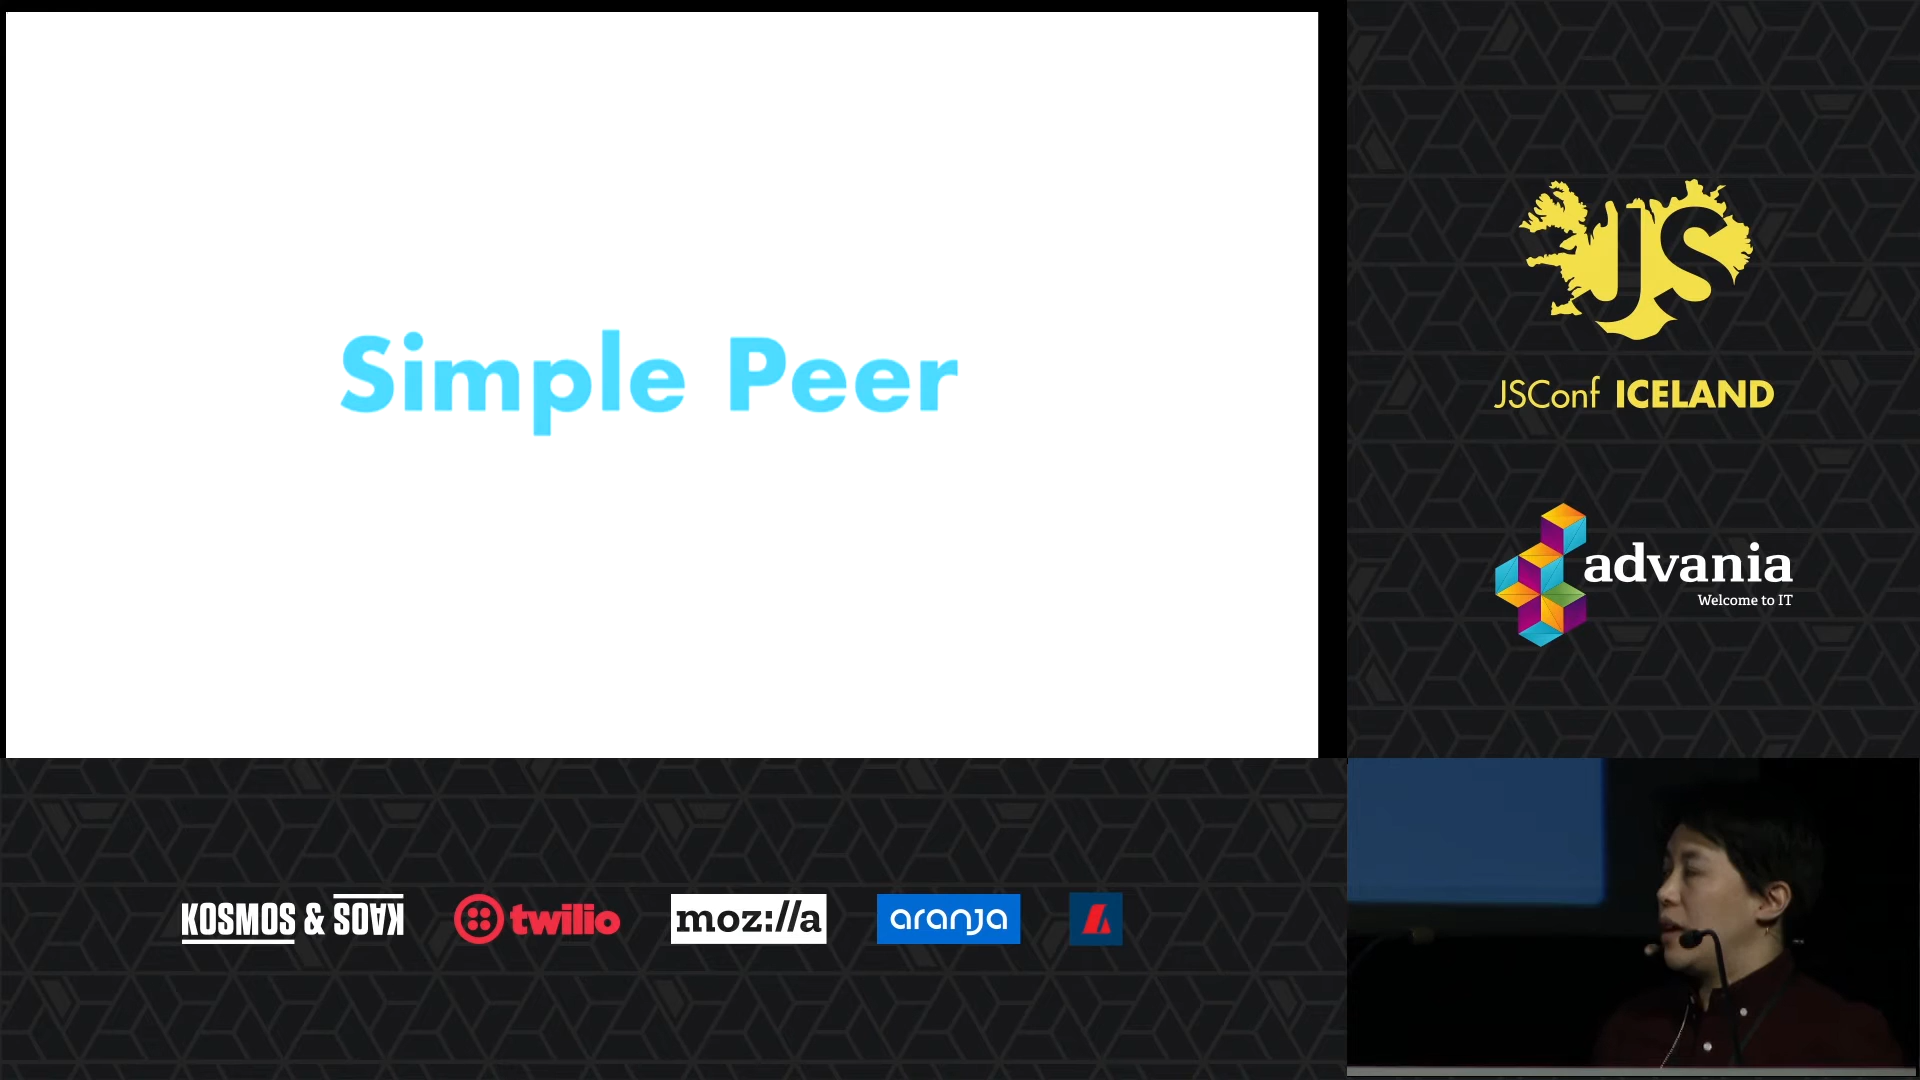 Simple Peer
JS
JSConf ICELAND
advania
Welcome to IT
KOSMOS & KAOS
twilio
moz://a
aranja